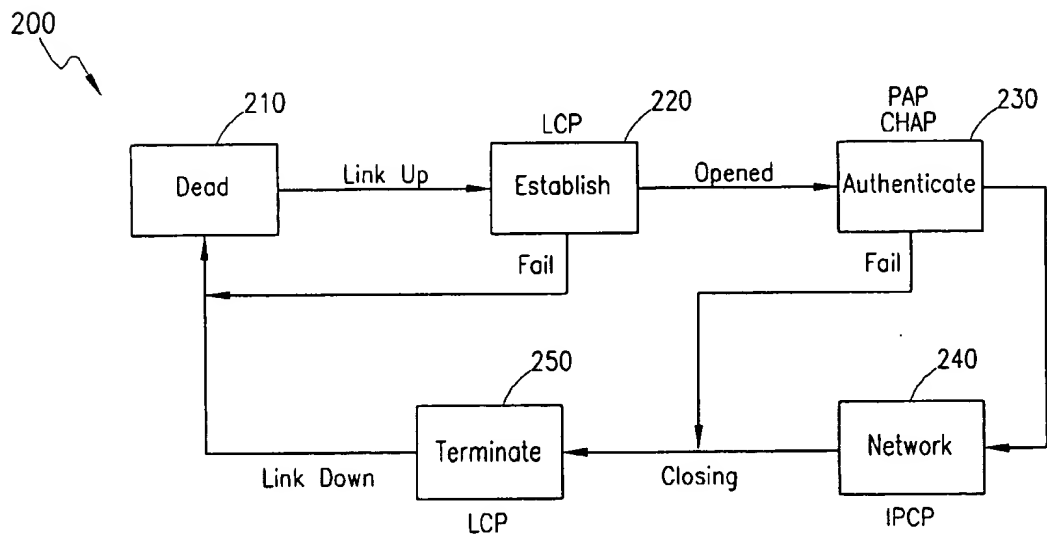 200
210
220
LCP
PAP
CHAP
230
Dead
Link Up
Establish
Opened
Authenticate
Fail
Fail
250
240
Terminate
Network
Link Down
Closing
LCP
IPCP